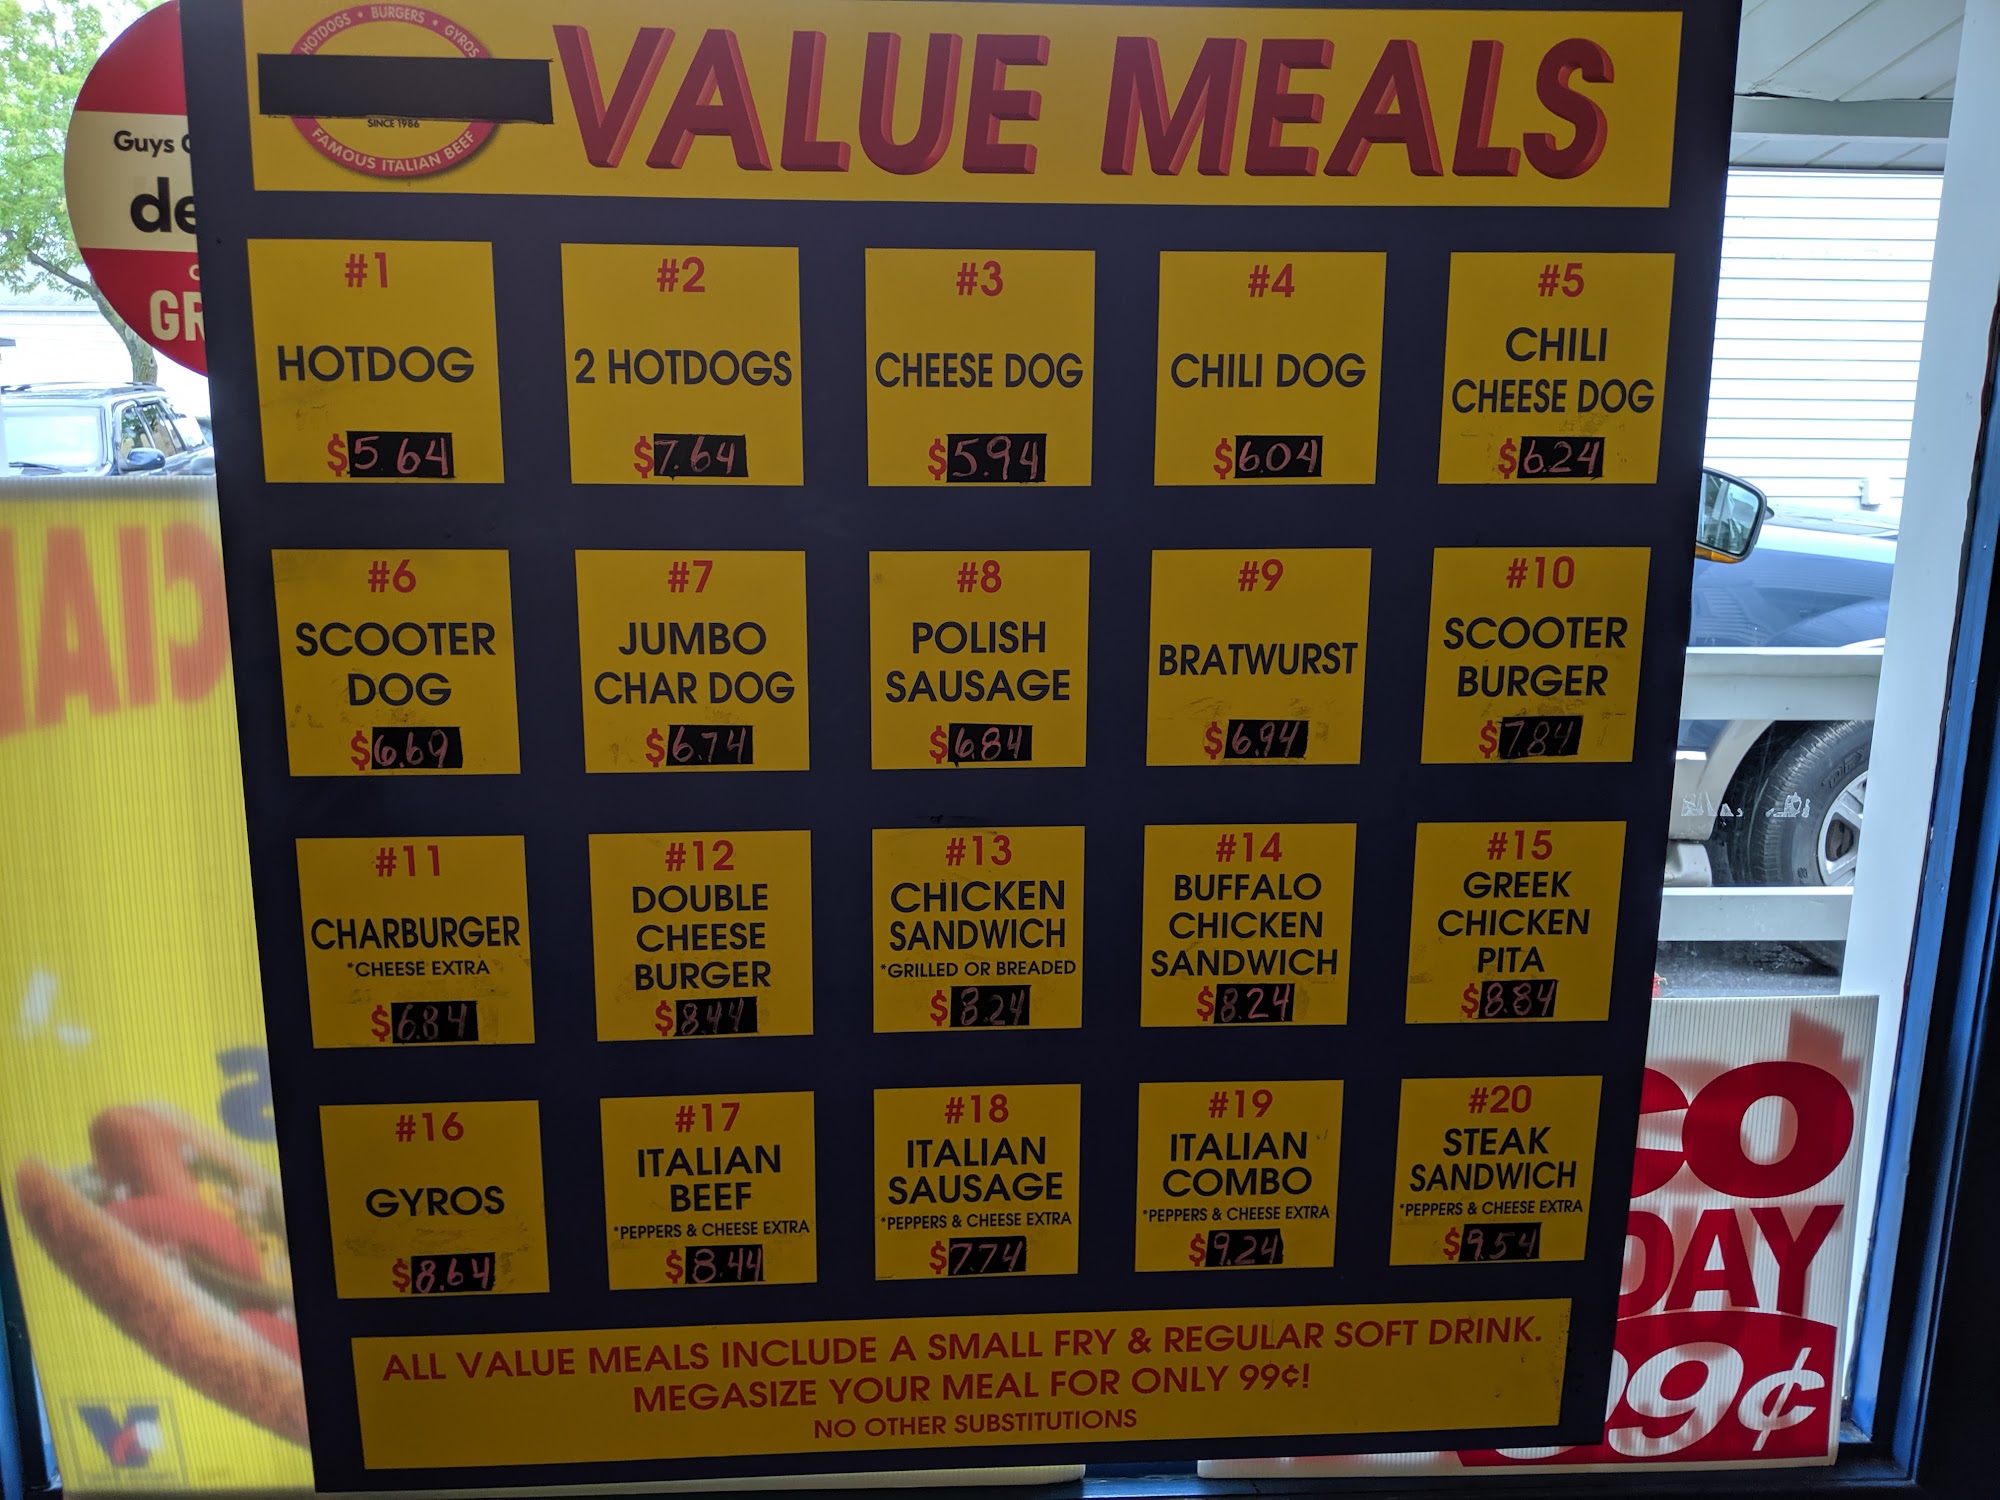 HOTDOGS • BURGERS • GYROS
SINCE 1986
FAMOUS ITALIAN BEEF
VALUE MEALS
Guys
de
GR
#1
HOTDOG
$5.64
#2
2 HOTDOGS
$7.64
#3
CHEESE DOG
$5.94
#4
CHILI DOG
$6.04
#5
CHILI
CHEESE DOG
$6.24
#6
SCOOTER
DOG
$6.69
#7
JUMBO
CHAR DOG
$6.74
#8
POLISH
SAUSAGE
$6.84
#9
BRATWURST
$6.94
#10
SCOOTER
BURGER
$7.84
#11
CHARBURGER
*CHEESE EXTRA
$6.84
#12
DOUBLE
CHEESE
BURGER
$8.44
#13
CHICKEN
SANDWICH
*GRILLED OR BREADED
$8.24
#14
BUFFALO
CHICKEN
SANDWICH
$8.24
#15
GREEK
CHICKEN
PITA
$8.84
#16
GYROS
$8.64
#17
ITALIAN
BEEF
*PEPPERS & CHEESE EXTRA
$8.44
#18
ITALIAN
SAUSAGE
*PEPPERS & CHEESE EXTRA
$7.74
#19
ITALIAN
COMBO
*PEPPERS & CHEESE EXTRA
$9.24
#20
STEAK
SANDWICH
*PEPPERS & CHEESE EXTRA
$9.54
ALL VALUE MEALS INCLUDE A SMALL FRY & REGULAR SOFT DRINK.
MEGASIZE YOUR MEAL FOR ONLY 99¢!
NO OTHER SUBSTITUTIONS
CO
DAY
99¢